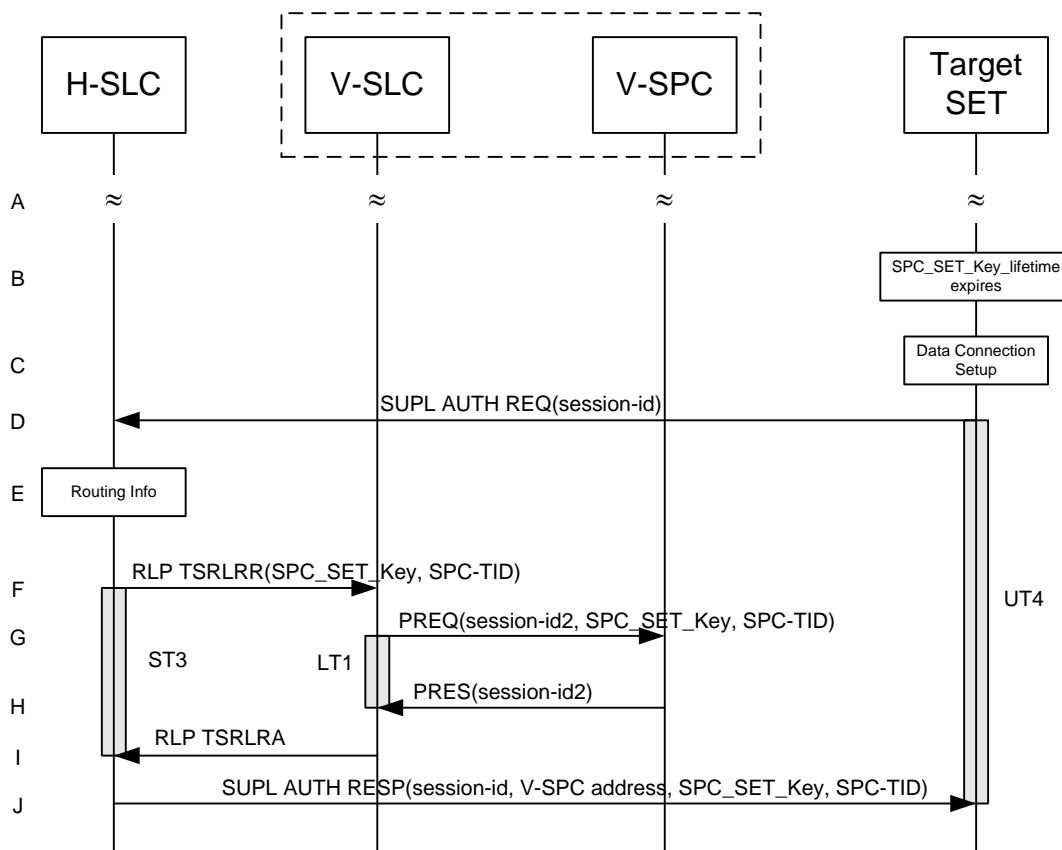 H-SLC
V-SLC
V-SPC
Target
SET
A
≈ ≈ ≈ ≈
B
SPC_SET_Key_lifetime
expires
C
Data Connection
Setup
SUPL AUTH REQ(session-id)
D
E
Routing Info
RLP TSRLRR(SPC_SET_Key, SPC-TID)
F
UT4
PREQ(session-id2, SPC_SET_Key, SPC-TID)
G
ST3
LT1
PRES(session-id2)
H
RLP TSRLRA
I
SUPL AUTH RESP(session-id, V-SPC address, SPC_SET_Key, SPC-TID)
J